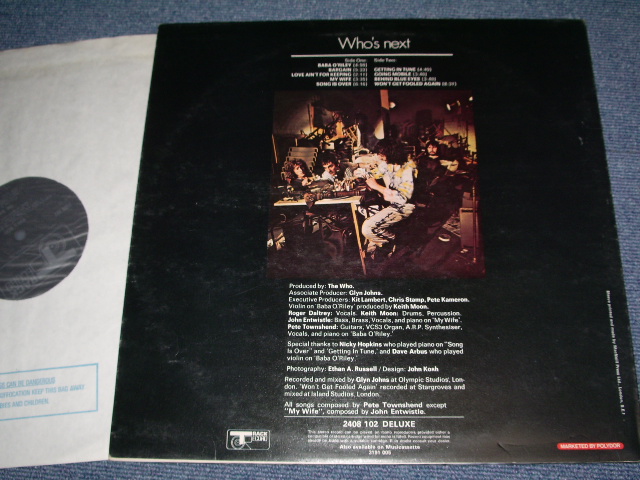 Who's next
Side One:
BABA O'RILEY
BARGAIN
LOVE AIN'T FOR KEEPING
MY WIFE
SONG IS OVER
Side Two:
GETTING IN TUNE
GOING MOBILE
BEHIND BLUE EYES
WON'T GET FOOLED AGAIN
Produced by: The Who.
Associate Producer: Glyn Johns.
Executive Producers: Kit Lambert, Chris Stamp, Pete Kameron.
Violin on 'Baba O'Riley' produced by Keith Moon.
Roger Daltrey: Vocals. Keith Moon: Drums, Percussion.
John Entwistle: Bass, Brass, Vocals, and piano on "My Wife".
Pete Townshend: Guitars, VCS3 Organ, A.R.P. Synthesiser,
Vocals, and piano on 'Baba O'Riley.'
Special thanks to Nicky Hopkins who played piano on "Song
Is Over" and 'Getting In Tune,' and Dave Arbus who played
violin on 'Baba O'Riley.'
Photography: Ethan A. Russell / Design: John Kosh
Recorded and mixed by Glyn Johns at Olympic Studios', Lon-
don. 'Won't Get Fooled Again' recorded at Stargroves and
mixed at Island Studios, London.
All songs composed by Pete Townshend except
"My Wife", composed by John Entwistle.
2408 102 DELUXE
Also available on Musicassette
3191 005
TRACK
RECORD
MARKETED BY POLYDOR